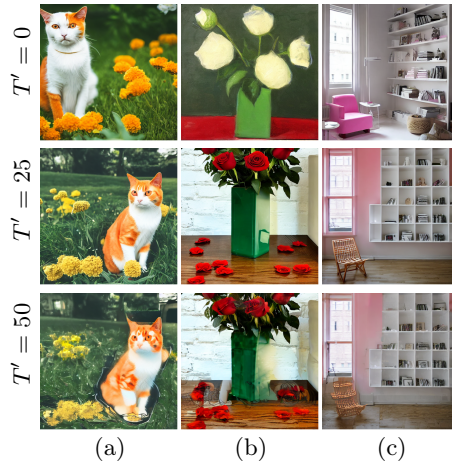 T′ = 0
T′ = 25
T′ = 50
(a) (b) (c)